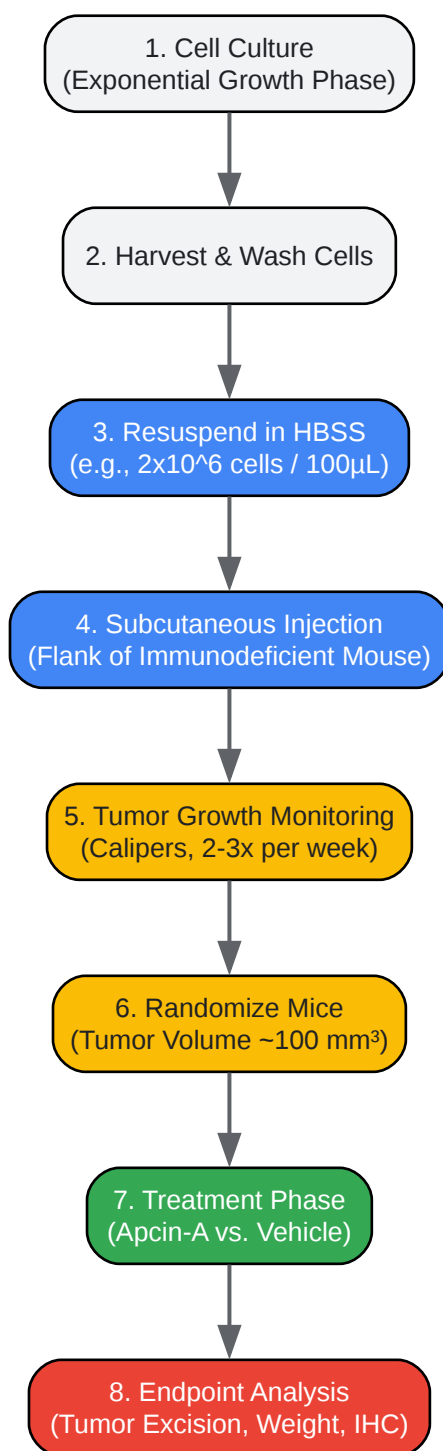 1. Cell Culture
(Exponential Growth Phase)
2. Harvest & Wash Cells
3. Resuspend in HBSS
(e.g., 2x10^6 cells / 100µL)
4. Subcutaneous Injection
(Flank of Immunodeficient Mouse)
5. Tumor Growth Monitoring
(Calipers, 2-3x per week)
6. Randomize Mice
(Tumor Volume ~100 mm³)
7. Treatment Phase
(Apcin-A vs. Vehicle)
8. Endpoint Analysis
(Tumor Excision, Weight, IHC)